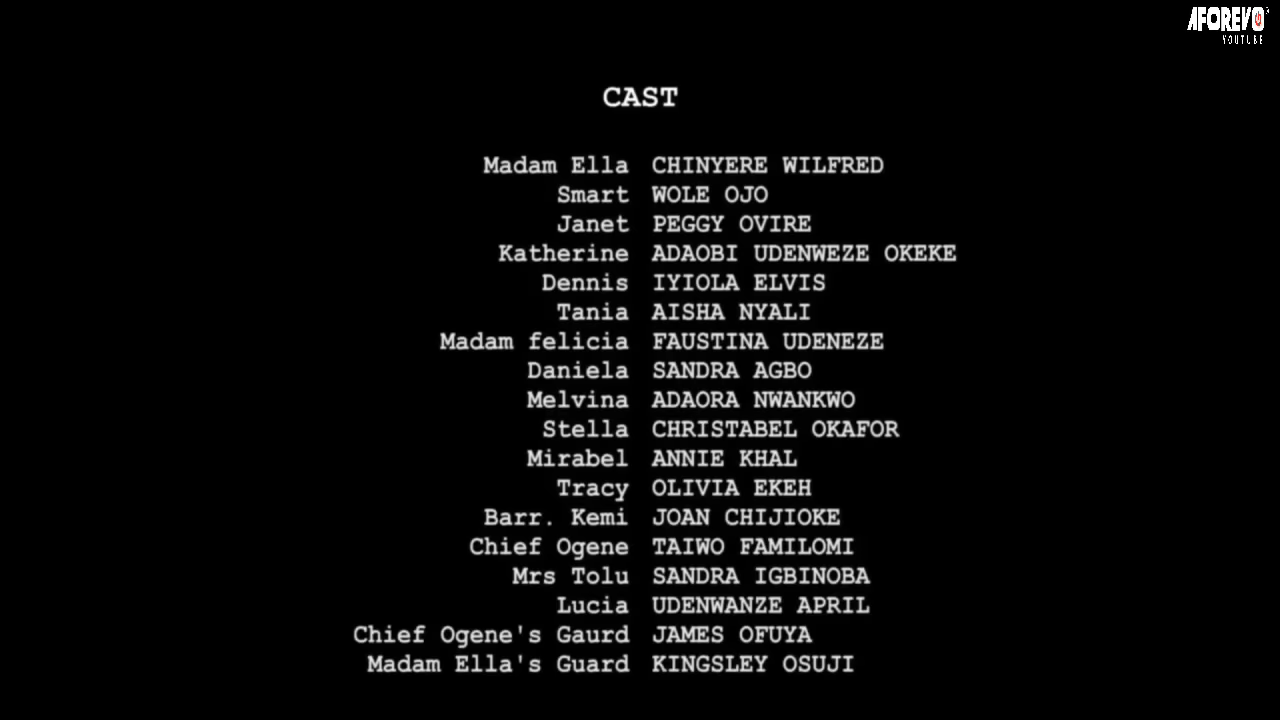 AFOREVO
YOUTUBE
CAST
Madam Ella CHINYERE WILFRED
Smart WOLE OJO
Janet PEGGY OVIRE
Katherine ADAOBI UDENWEZE OKEKE
Dennis IYIOLA ELVIS
Tania AISHA NYALI
Madam felicia FAUSTINA UDENEZE
Daniela SANDRA AGBO
Melvina ADAORA NWANKWO
Stella CHRISTABEL OKAFOR
Mirabel ANNIE KHAL
Tracy OLIVIA EKEH
Barr. Kemi JOAN CHIJIOKE
Chief Ogene TAIWO FAMILOMI
Mrs Tolu SANDRA IGBINOBA
Lucia UDENWANZE APRIL
Chief Ogene's Gaurd JAMES OFUYA
Madam Ella's Guard KINGSLEY OSUJI